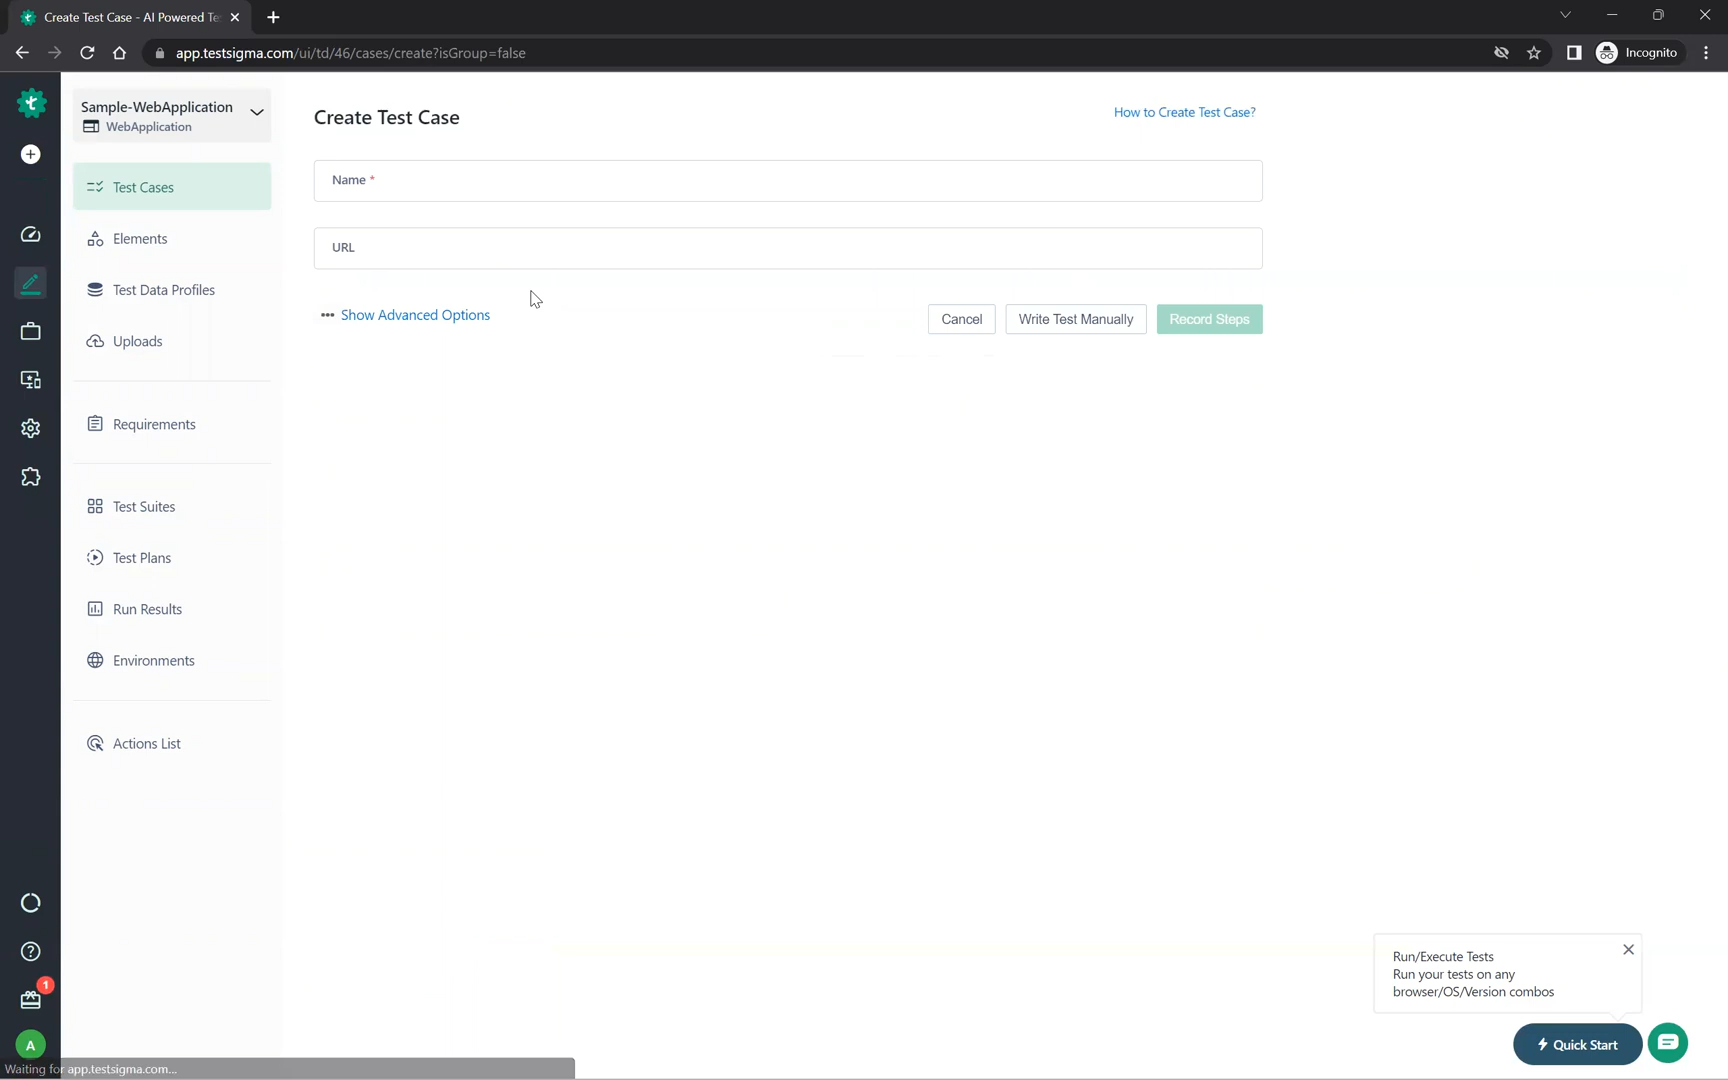 Create Test Case - AI Powered Te
app.testsigma.com/ui/td/46/cases/create?isGroup=false
Incognito
Sample-WebApplication
WebApplication
Test Cases
Elements
Test Data Profiles
Uploads
Requirements
Test Suites
Test Plans
Run Results
Environments
Actions List
1
A
Create Test Case
How to Create Test Case?
Name *
URL
••• Show Advanced Options
Cancel
Write Test Manually
Record Steps
Run/Execute Tests
Run your tests on any
browser/OS/Version combos
Quick Start
Waiting for app.testsigma.com...